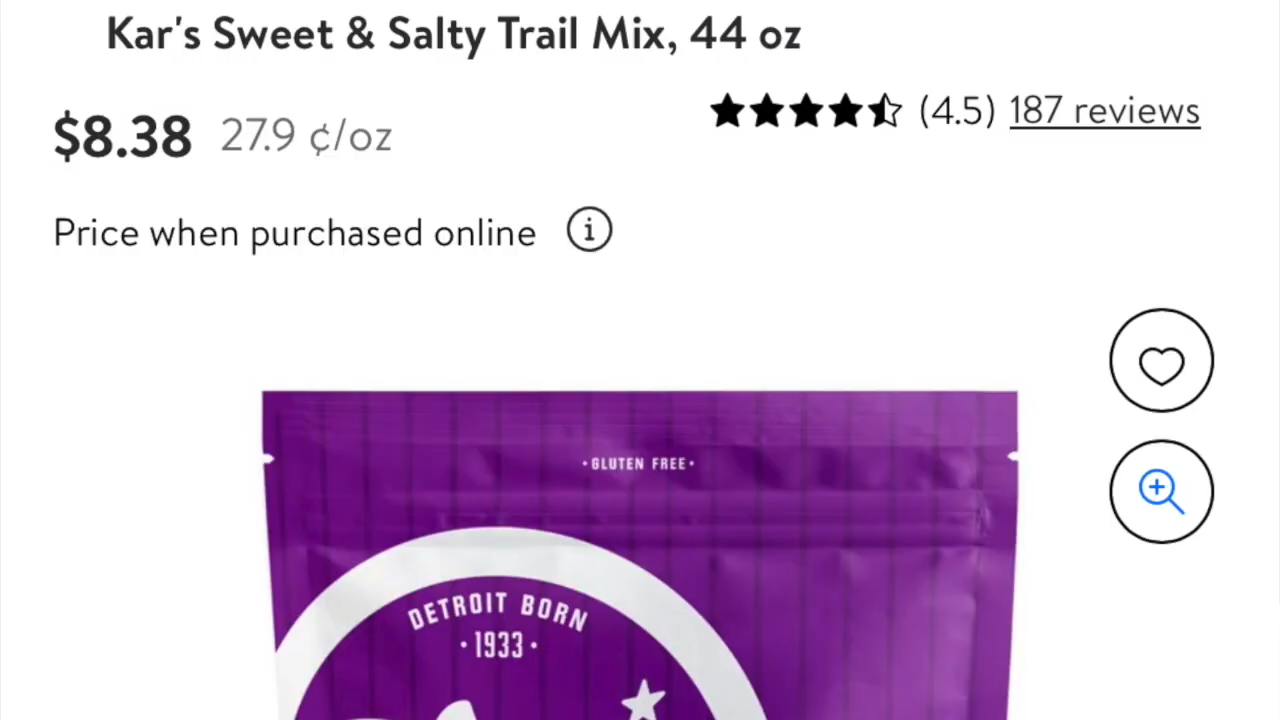 Kar's Sweet & Salty Trail Mix, 44 oz
(4.5) 187 reviews
$8.38 27.9 ¢/oz
Price when purchased online
·GLUTEN FREE·
DETROIT BORN
·1933·